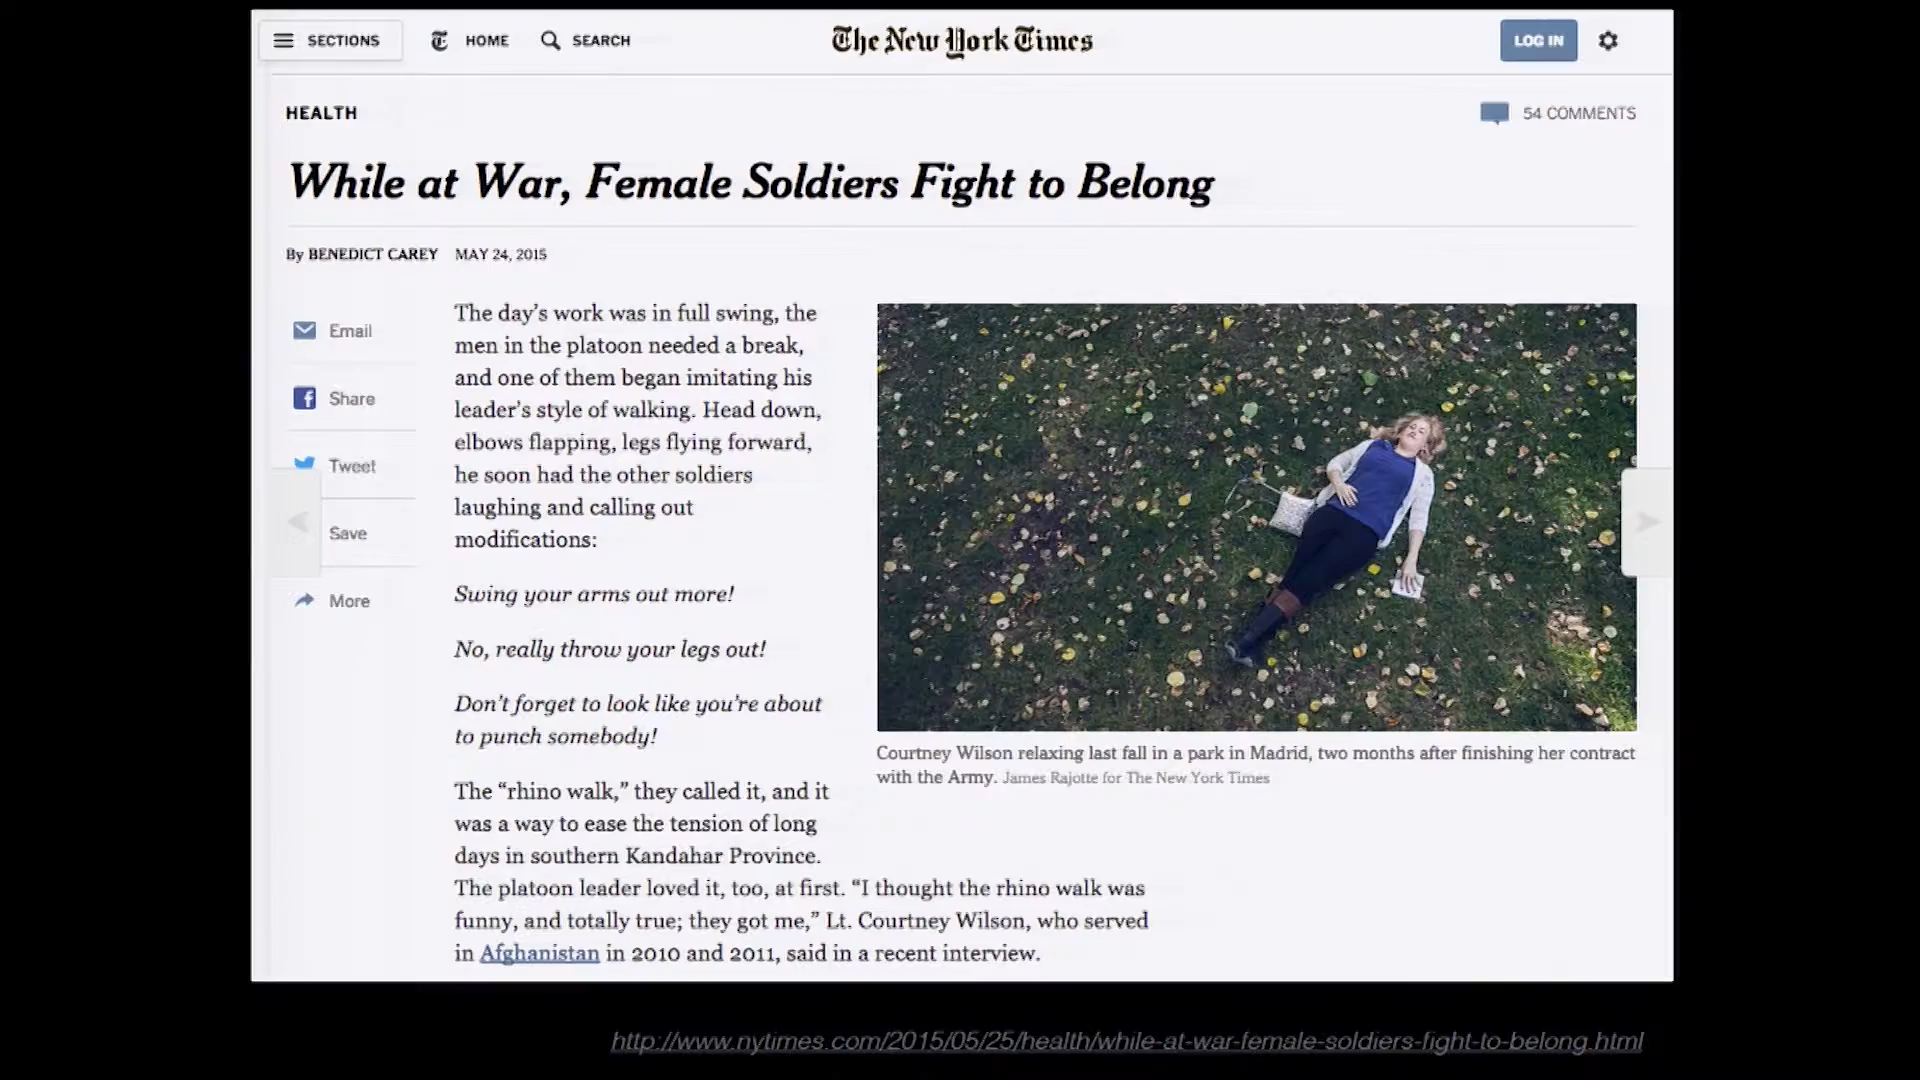 SECTIONS HOME SEARCH The New York Times LOG IN
HEALTH 54 COMMENTS
While at War, Female Soldiers Fight to Belong
By BENEDICT CAREY MAY 24, 2015
Email
Share
Tweet
Save
More
The day's work was in full swing, the
men in the platoon needed a break,
and one of them began imitating his
leader's style of walking. Head down,
elbows flapping, legs flying forward,
he soon had the other soldiers
laughing and calling out
modifications:
Swing your arms out more!
No, really throw your legs out!
Don't forget to look like you're about
to punch somebody!
The “rhino walk,” they called it, and it
was a way to ease the tension of long
days in southern Kandahar Province.
The platoon leader loved it, too, at first. “I thought the rhino walk was
funny, and totally true; they got me,” Lt. Courtney Wilson, who served
in Afghanistan in 2010 and 2011, said in a recent interview.
Courtney Wilson relaxing last fall in a park in Madrid, two months after finishing her contract
with the Army. James Rajotte for The New York Times
http://www.nytimes.com/2015/05/25/health/while-at-war-female-soldiers-fight-to-belong.html